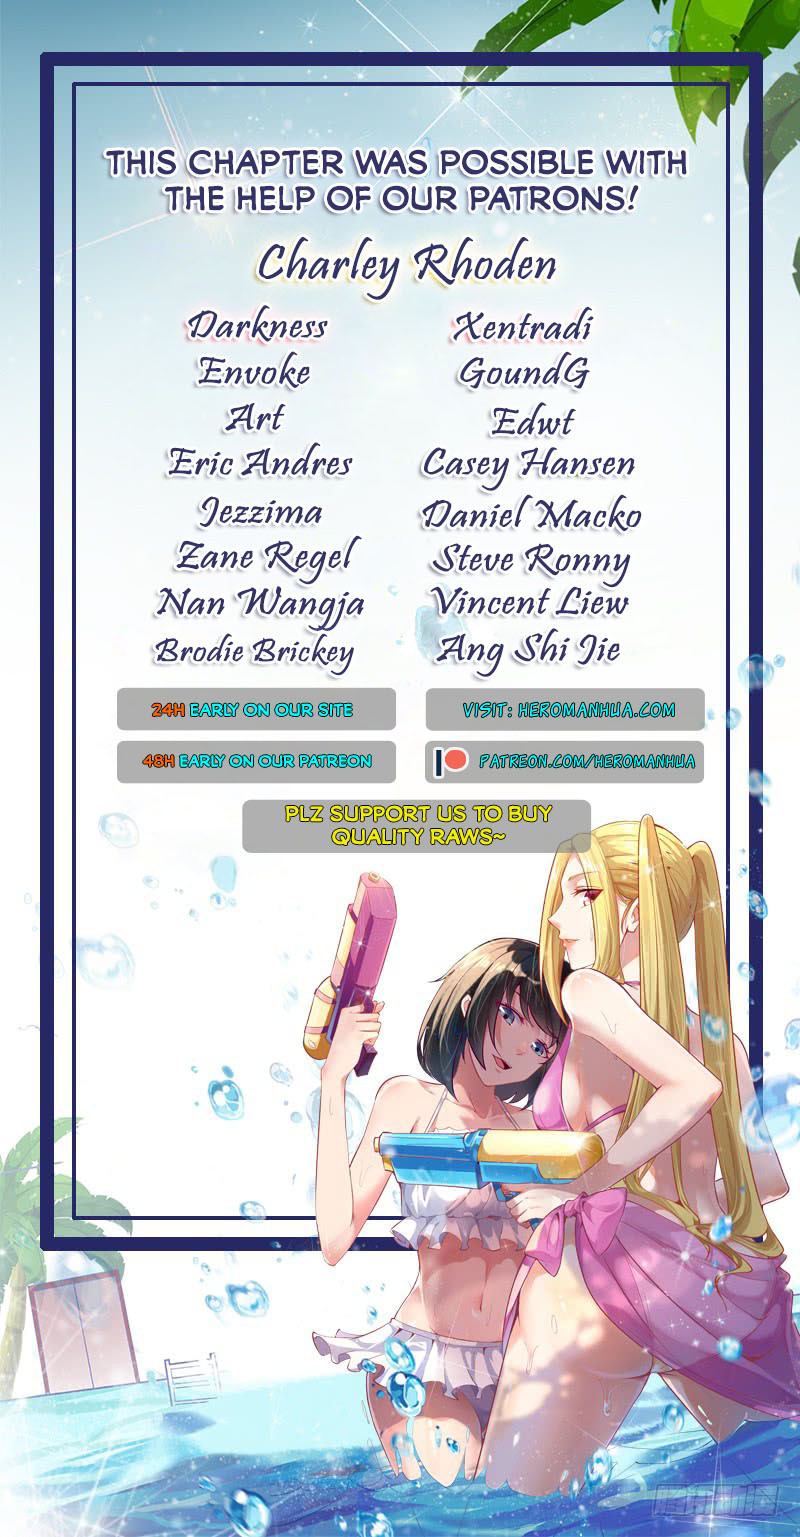 THIS CHAPTER WAS POSSIBLE WITH
THE HELP OF OUR PATRONS!
Charley Rhoden
Darkness
Xentradi
Envoke
GoundG
Art
Edwt
Eric Andres
Casey Hansen
Jezzima
Daniel Macko
Zane Regel
Steve Ronny
Nan Wangja
Vincent Liew
Brodie Brickey
Ang Shi Jie
24H EARLY ON OUR SITE
VISIT: HEROMANHUA.COM
48H EARLY ON OUR PATREON
PATREON.COM/HEROMANHUA
PLZ SUPPORT US TO BUY
QUALITY RAWS~